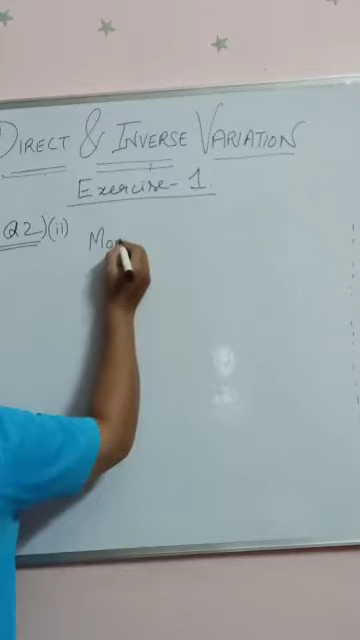 DIRECT & INVERSE VARIATION
Exercise-1
Q2)(ii)